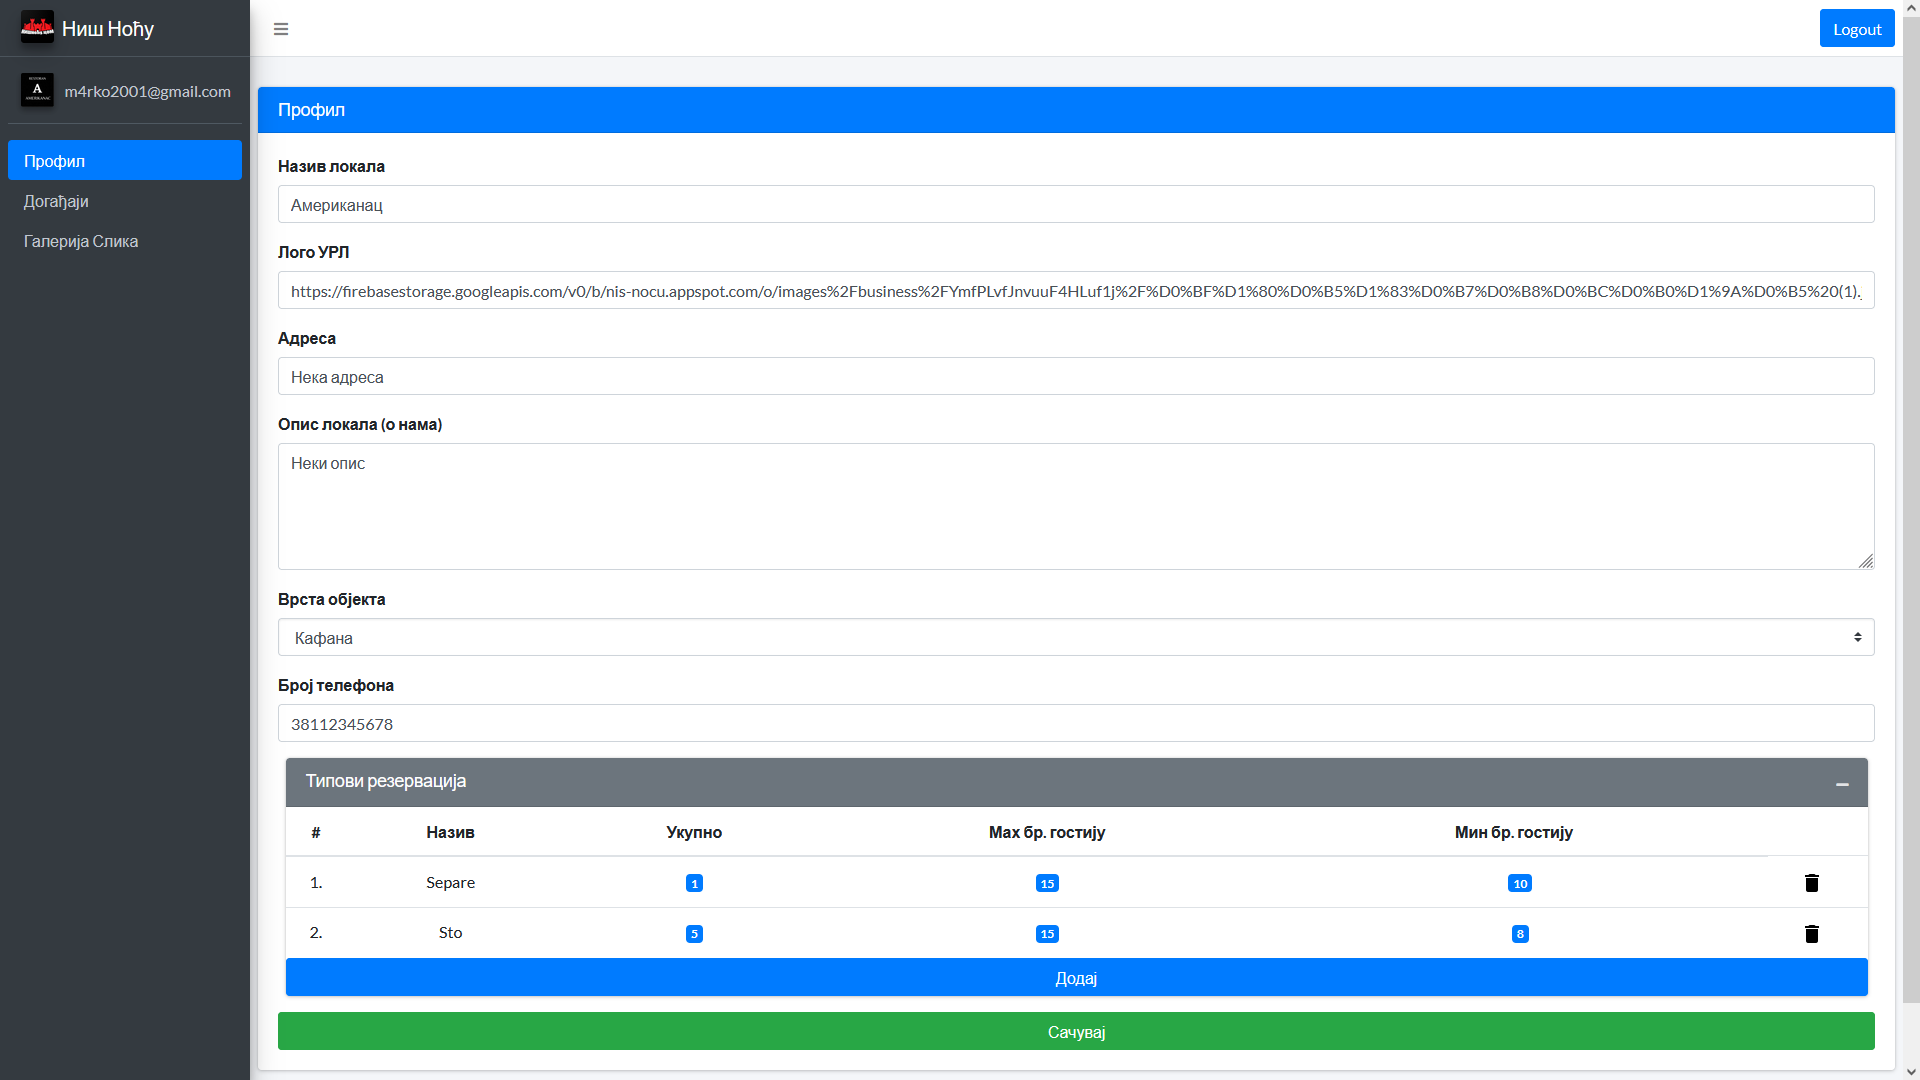 Ниш Ноћу
Logout
A
m4rko2001@gmail.com
Профил
Догађаји
Галерија Слика
Профил
Назив локала
Американац
Лого УРЛ
https://firebasestorage.googleapis.com/v0/b/nis-nocu.appspot.com/o/images%2Fbusiness%2FYmfPLvfJnvuuF4HLuf1j%2F%D0%BF%D1%80%D0%B5%D1%83%D0%B7%D0%B8%D0%BC%D0%B0%D1%9A%D0%B5%20(1).
Адреса
Нека адреса
Опис локала (о нама)
Неки опис
Врста објекта
Кафана
Број телефона
38112345678
Типови резервација
# Назив Укупно Мах бр. гостију Мин бр. гостију
1. Separe 1 15 10
2. Sto 5 15 8
Додај
Сачувај